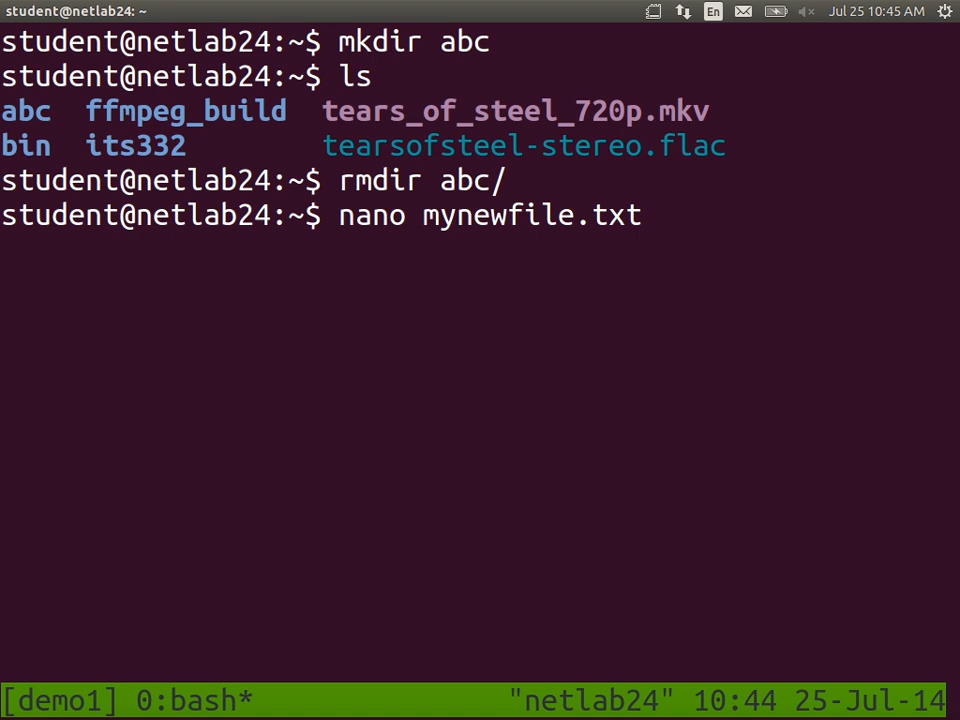 student@netlab24: ~ En Jul 25 10:45 AM
student@netlab24:~$ mkdir abc
student@netlab24:~$ ls
abc  ffmpeg_build  tears_of_steel_720p.mkv
bin  its332        tearsofsteel-stereo.flac
student@netlab24:~$ rmdir abc/
student@netlab24:~$ nano mynewfile.txt
[demo1] 0:bash* "netlab24" 10:44 25-Jul-14